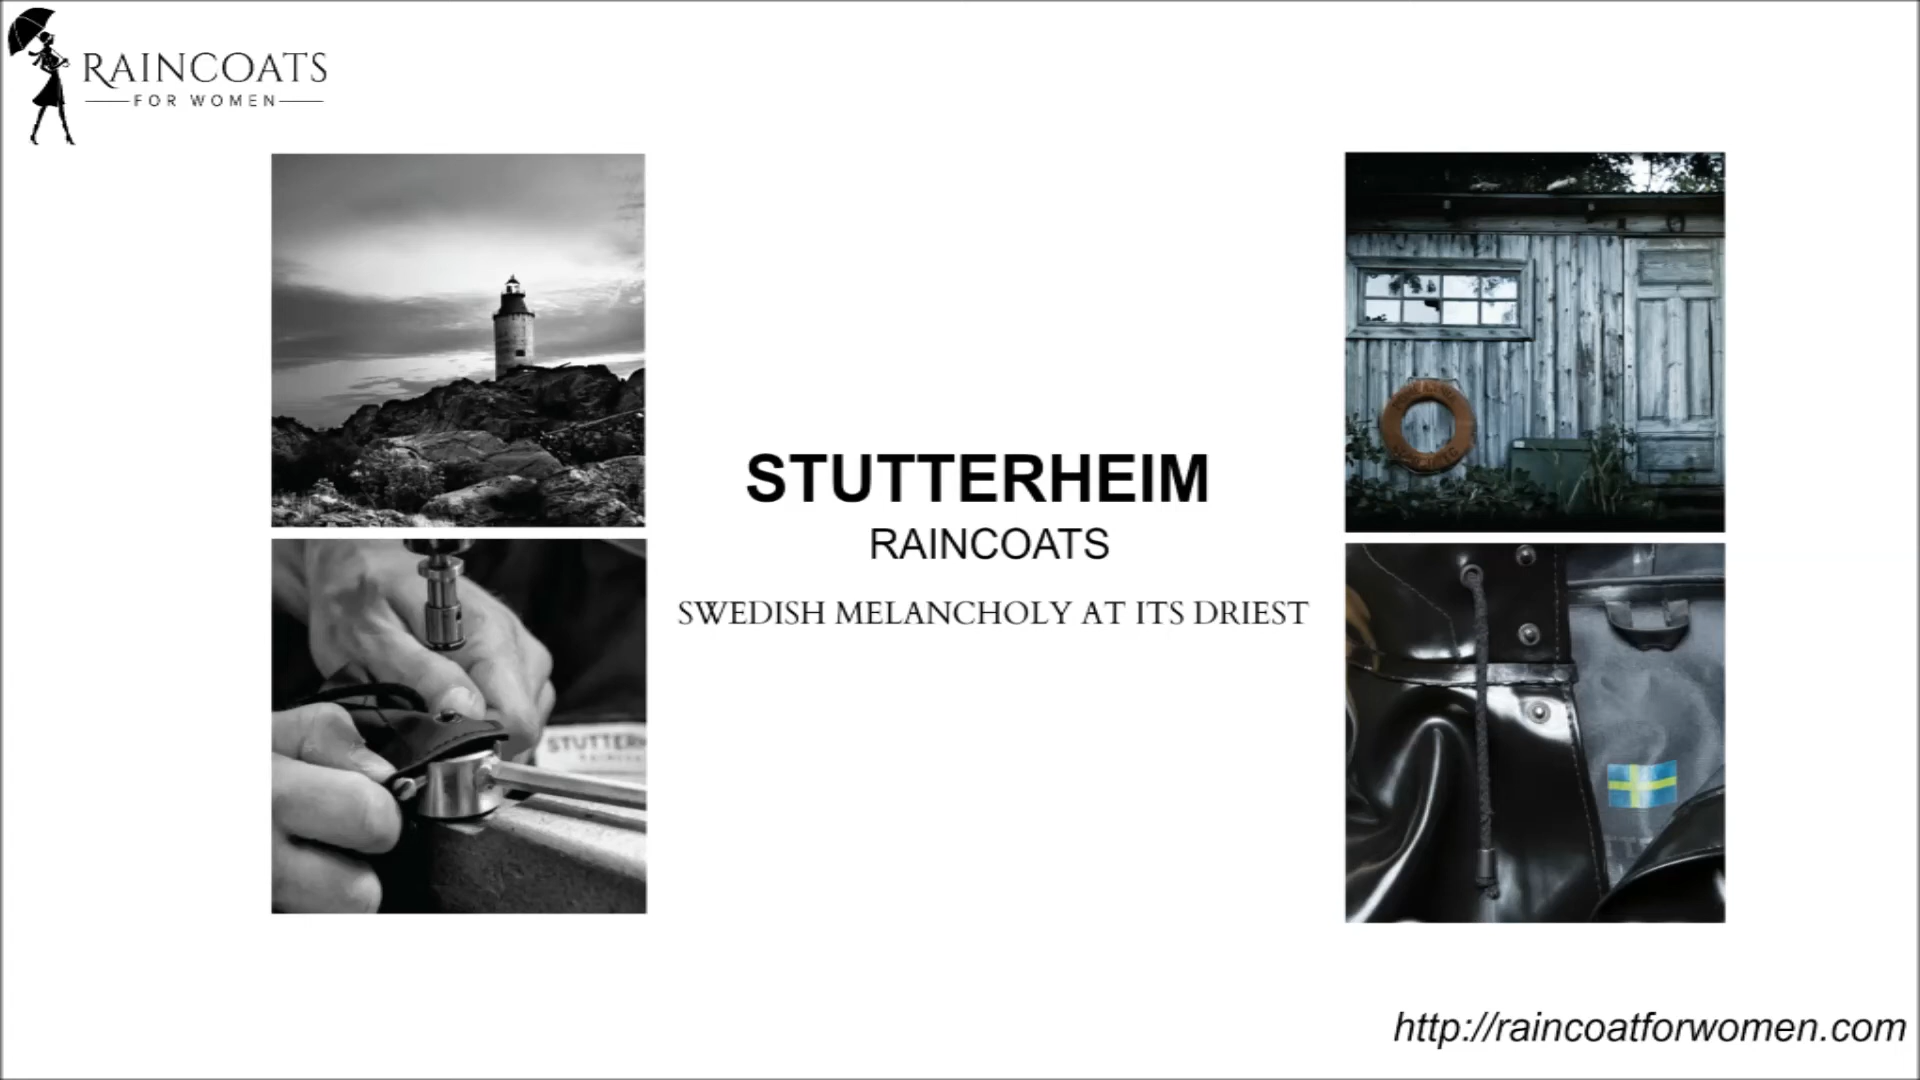 RAINCOATS
FOR WOMEN
STUTTERHEIM
RAINCOATS
SWEDISH MELANCHOLY AT ITS DRIEST
http://raincoatforwomen.com